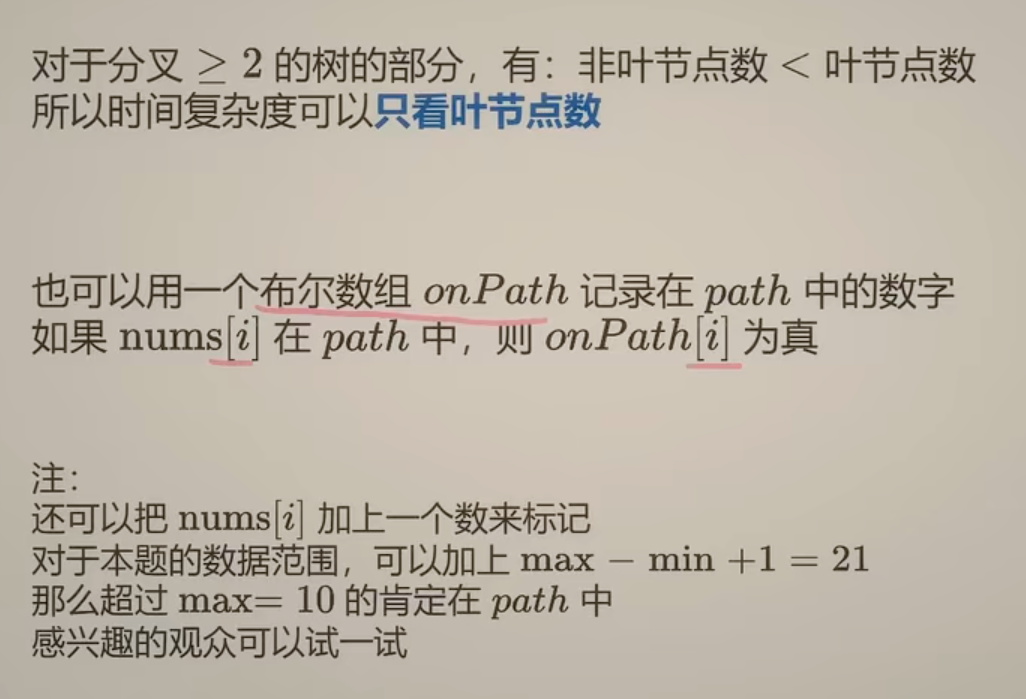 对于分叉 ≥ 2 的树的部分，有：非叶节点数 < 叶节点数
所以时间复杂度可以只看叶节点数
也可以用一个布尔数组 onPath 记录在 path 中的数字
如果 nums[i] 在 path 中，则 onPath[i] 为真
注：
还可以把 nums[i] 加上一个数来标记
对于本题的数据范围，可以加上 max − min +1 = 21
那么超过 max= 10 的肯定在 path 中
感兴趣的观众可以试一试